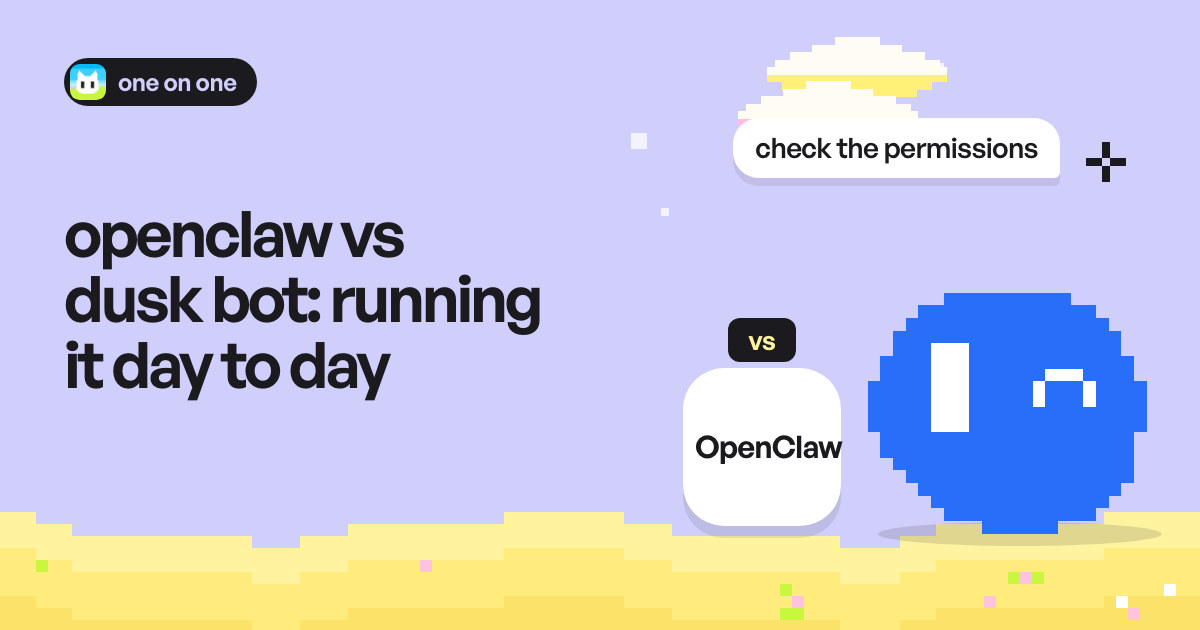 one on one
check the permissions
openclaw vs
dusk bot: running
it day to day
vs
OpenClaw